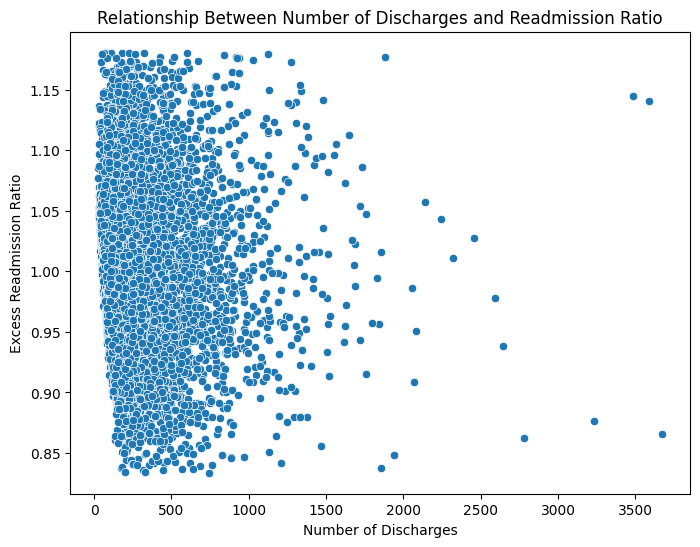 Relationship Between Number of Discharges and Readmission Ratio
Excess Readmission Ratio
1.15
1.10
1.05
1.00
0.95
0.90
0.85
0 500 1000 1500 2000 2500 3000 3500
Number of Discharges